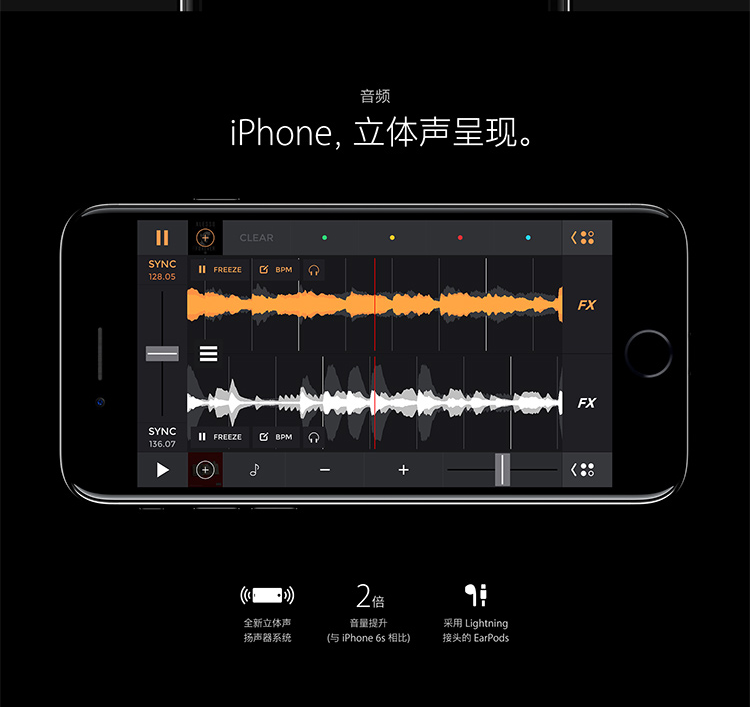 音频
iPhone, 立体声呈现。
CLEAR
SYNC
128.05
FREEZE
BPM
FX
FX
SYNC
136.07
FREEZE
BPM
全新立体声
扬声器系统
2倍
音量提升
(与 iPhone 6s 相比)
采用 Lightning
接头的 EarPods